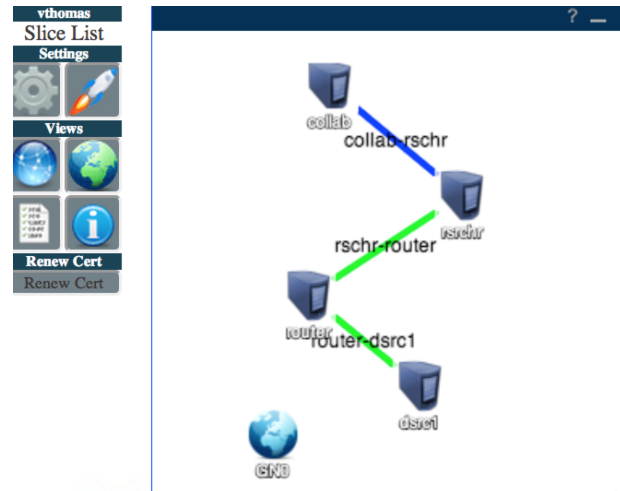 vthomas
Slice List
Settings
Views
Renew Cert
Renew Cert
? _
collab
collab-rschr
rsrchr
rschr-router
router
router-dsrc1
dsrc1
GN0